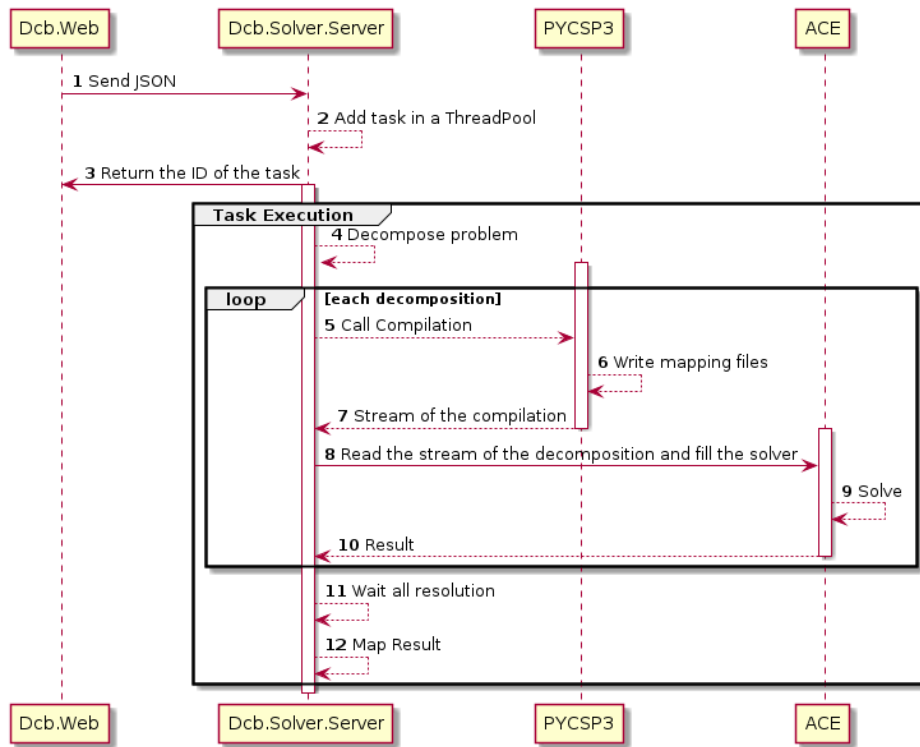 Dcb.Web Dcb.Solver.Server PYCSP3 ACE
1 Send JSON
2 Add task in a ThreadPool
3 Return the ID of the task
Task Execution
4 Decompose problem
loop [each decomposition]
5 Call Compilation
6 Write mapping files
7 Stream of the compilation
8 Read the stream of the decomposition and fill the solver
9 Solve
10 Result
11 Wait all resolution
12 Map Result
Dcb.Web Dcb.Solver.Server PYCSP3 ACE